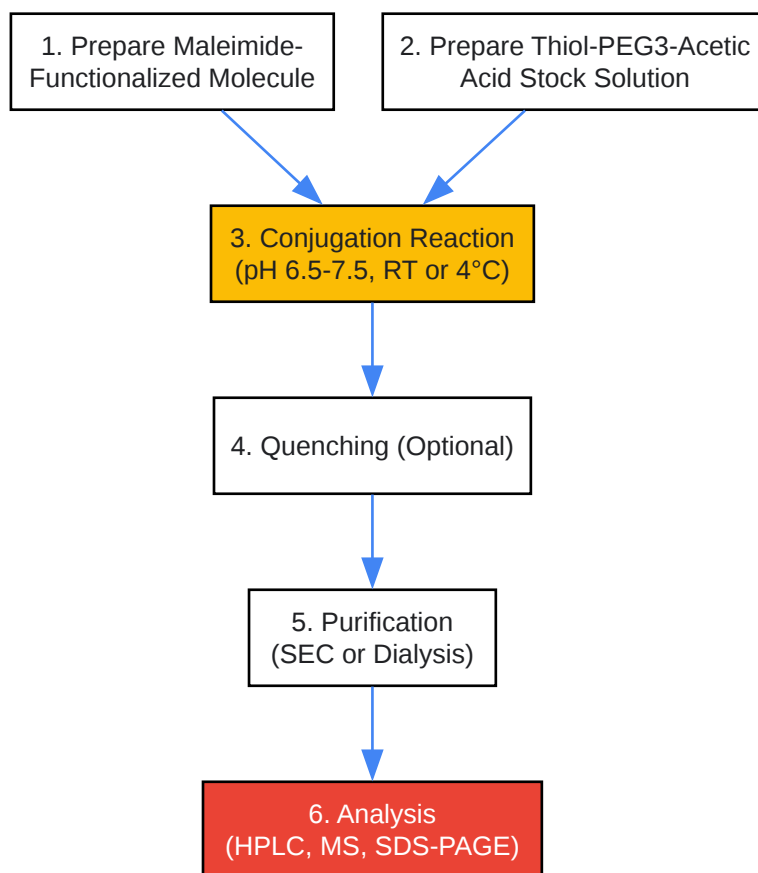 1. Prepare Maleimide-
Functionalized Molecule
2. Prepare Thiol-PEG3-Acetic
Acid Stock Solution
3. Conjugation Reaction
(pH 6.5-7.5, RT or 4°C)
4. Quenching (Optional)
5. Purification
(SEC or Dialysis)
6. Analysis
(HPLC, MS, SDS-PAGE)